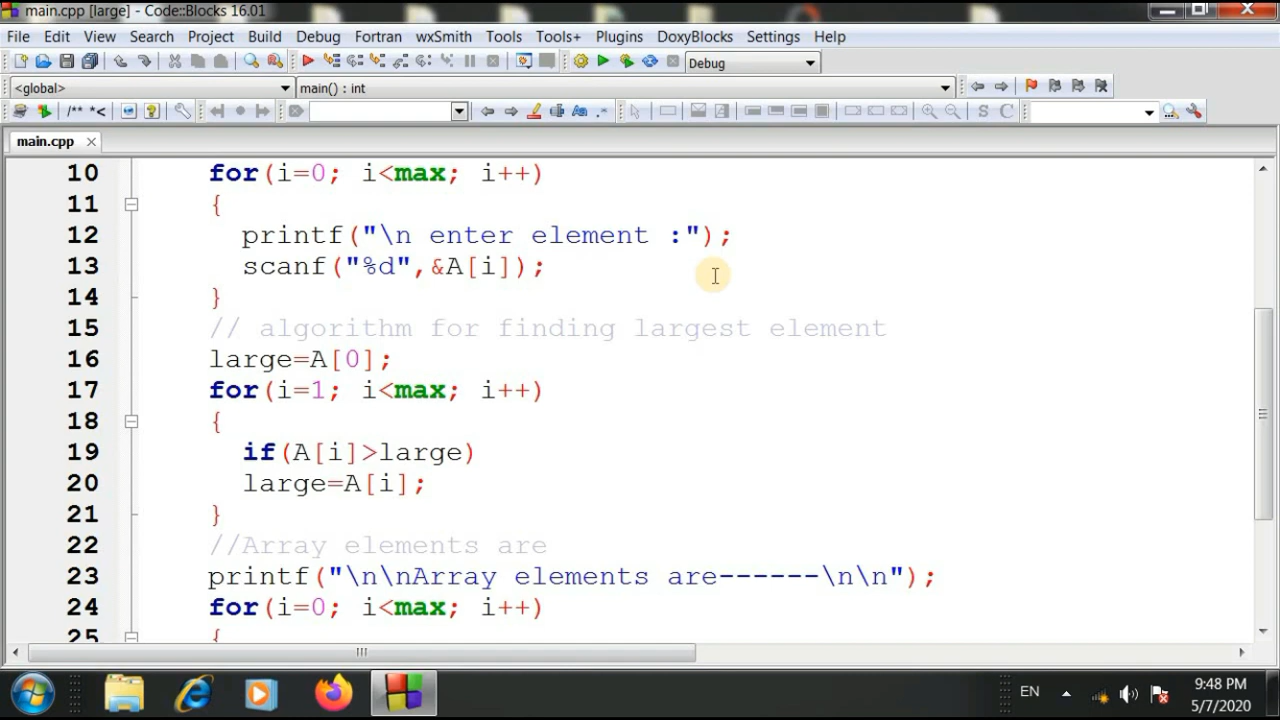 main.cpp [large] - Code::Blocks 16.01
File Edit View Search Project Build Debug Fortran wxSmith Tools Tools+ Plugins DoxyBlocks Settings Help
Debug
<global> main() : int
/** *< Aa .* S C
main.cpp
10 for(i=0; i<max; i++)
11 {
12 printf("\n enter element :");
13 scanf("%d",&A[i]);
14 }
15 // algorithm for finding largest element
16 large=A[0];
17 for(i=1; i<max; i++)
18 {
19 if(A[i]>large)
20 large=A[i];
21 }
22 //Array elements are
23 printf("\n\nArray elements are------\n\n");
24 for(i=0; i<max; i++)
25 {
EN 9:48 PM
5/7/2020